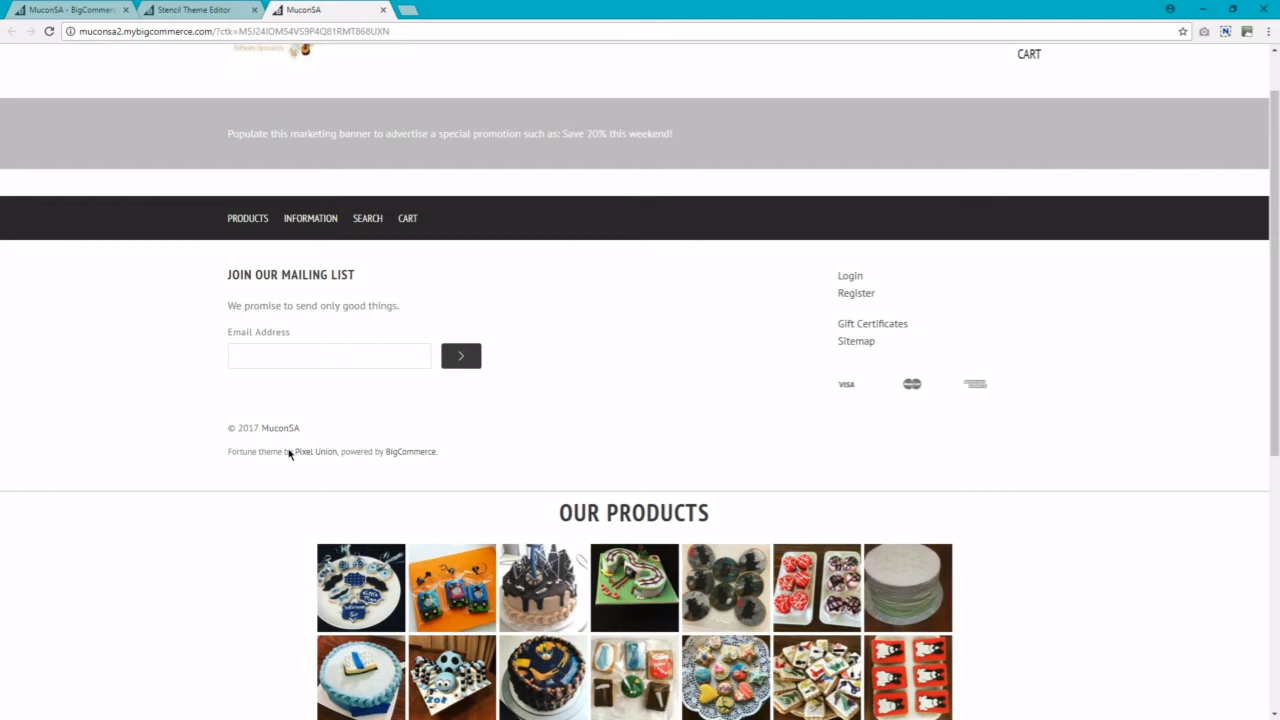 MuconSA - BigCommerc
Stencil Theme Editor
MuconSA
muconsa2.mybigcommerce.com/?ctk=M5J24IOM54VS9P4Q81RMT868UXN
Software Specialists
CART
Populate this marketing banner to advertise a special promotion such as: Save 20% this weekend!
PRODUCTS INFORMATION SEARCH CART
JOIN OUR MAILING LIST
We promise to send only good things.
Email Address
Login
Register
Gift Certificates
Sitemap
VISA
© 2017 MuconSA
Fortune theme by Pixel Union, powered by BigCommerce.
OUR PRODUCTS